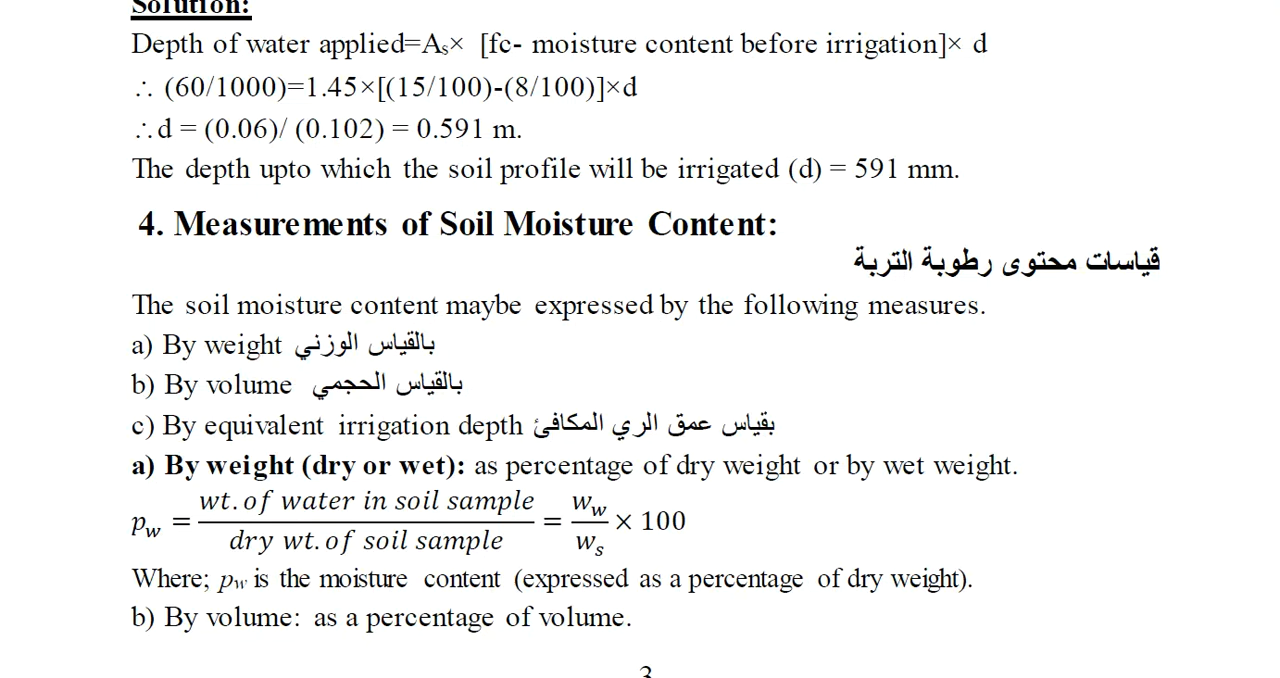 Solution:
Depth of water applied=As× [fc- moisture content before irrigation]× d
∴ (60/1000)=1.45×[(15/100)-(8/100)]×d
∴d = (0.06)/ (0.102) = 0.591 m.
The depth upto which the soil profile will be irrigated (d) = 591 mm.
4. Measurements of Soil Moisture Content:
قياسات محتوى رطوبة التربة
The soil moisture content maybe expressed by the following measures.
a) By weight بالقياس الوزني
b) By volume بالقياس الحجمي
c) By equivalent irrigation depth بقياس عمق الري المكافئ
a) By weight (dry or wet): as percentage of dry weight or by wet weight.
pw = wt. of water in soil sample / dry wt. of soil sample = ww / ws × 100
Where; pw is the moisture content (expressed as a percentage of dry weight).
b) By volume: as a percentage of volume.
3